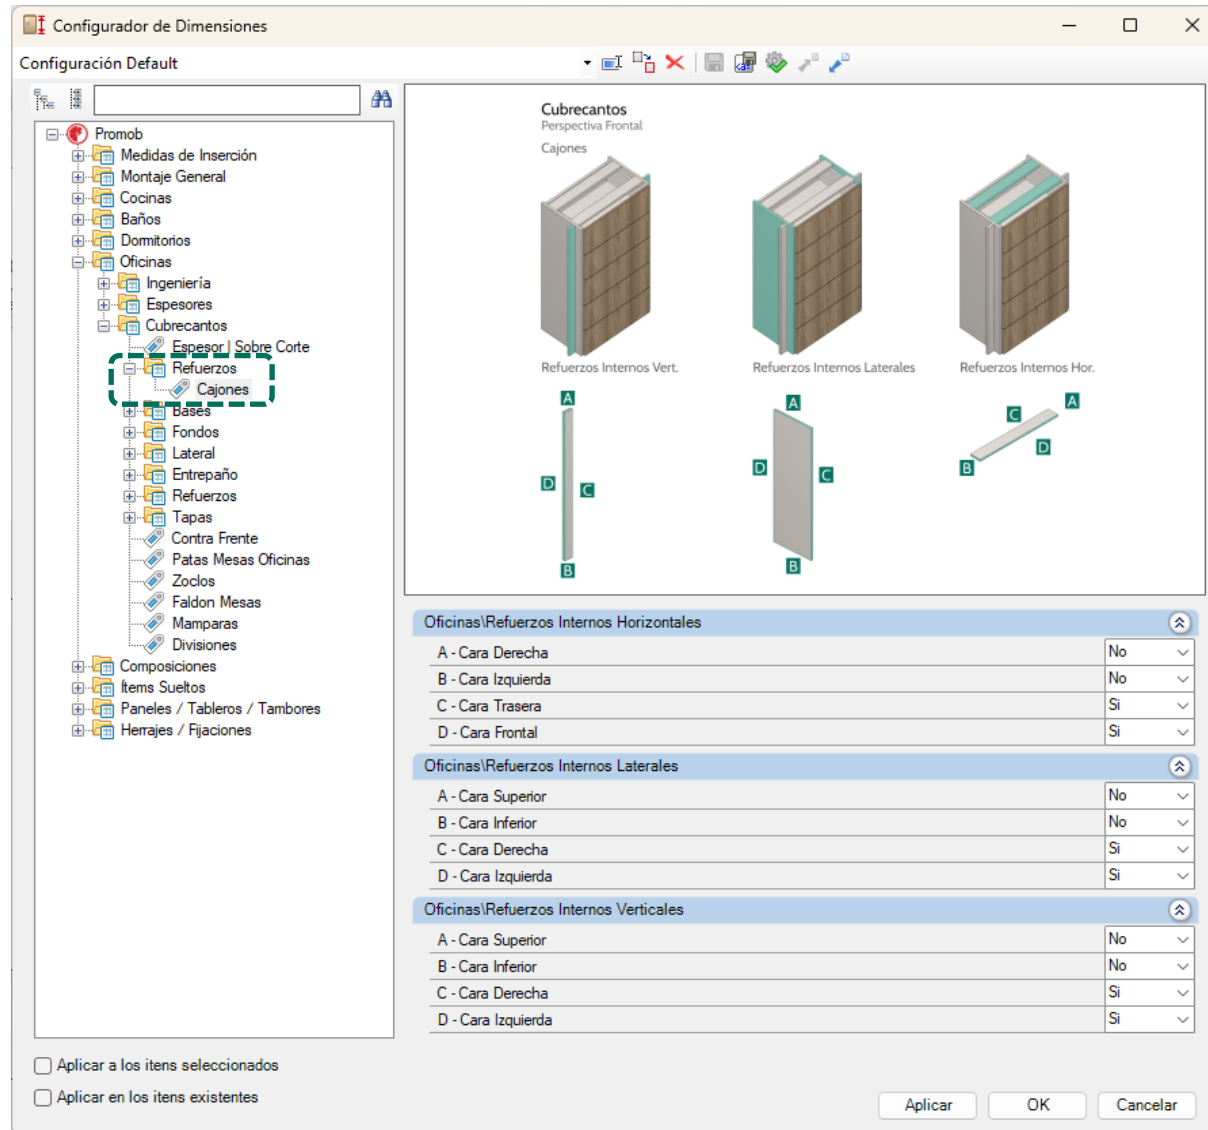 Configurador de Dimensiones
Configuración Default
Promob
Medidas de Inserción
Montaje General
Cocinas
Baños
Dormitorios
Oficinas
Ingeniería
Espesores
Cubrecantos
Espesor | Sobre Corte
Refuerzos
Cajones
Bases
Fondos
Lateral
Entrepaño
Refuerzos
Tapas
Contra Frente
Patas Mesas Oficinas
Zoclos
Faldon Mesas
Mamparas
Divisiones
Composiciones
Ítems Sueltos
Paneles / Tableros / Tambores
Herrajes / Fijaciones
Cubrecantos
Perspectiva Frontal
Cajones
Refuerzos Internos Vert.
Refuerzos Internos Laterales
Refuerzos Internos Hor.
A
D
C
B
A
D
C
B
A
C
D
B
Oficinas\Refuerzos Internos Horizontales
A - Cara Derecha No
B - Cara Izquierda No
C - Cara Trasera Si
D - Cara Frontal Si
Oficinas\Refuerzos Internos Laterales
A - Cara Superior No
B - Cara Inferior No
C - Cara Derecha Si
D - Cara Izquierda Si
Oficinas\Refuerzos Internos Verticales
A - Cara Superior No
B - Cara Inferior No
C - Cara Derecha Si
D - Cara Izquierda Si
Aplicar a los itens seleccionados
Aplicar en los itens existentes
Aplicar OK Cancelar